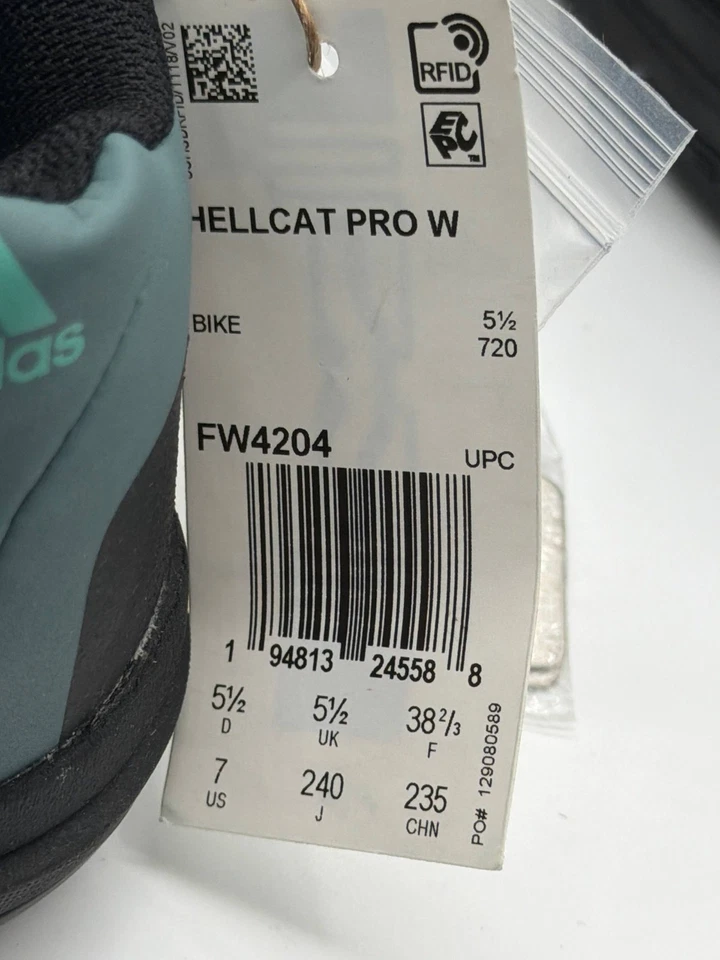 RFID
EPC™
HELLCAT PRO W
BIKE 5½
720
FW4204
UPC
1 94813 24558 8
5½ 5½ 38⅔
D UK F
7 240 235
US J CHN
PO# 129080589
das